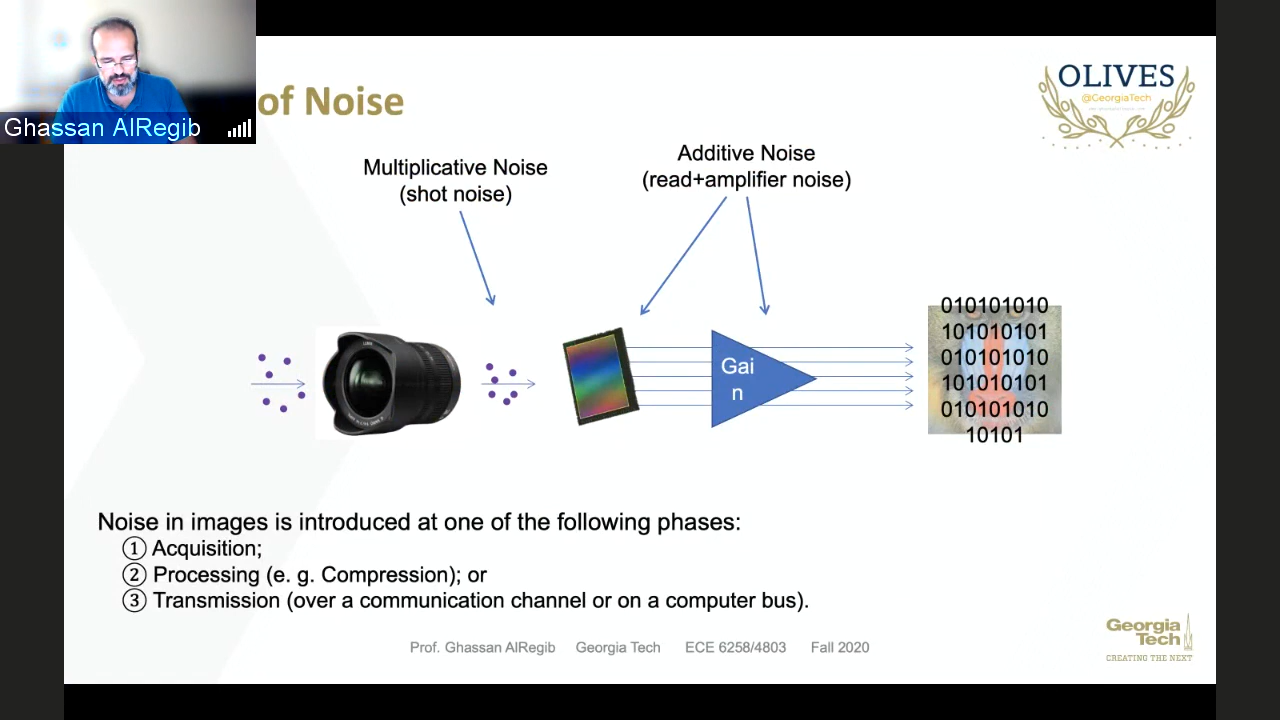 Ghassan AlRegib
of Noise
OLIVES
@GeorgiaTech
Multiplicative Noise
(shot noise)
Additive Noise
(read+amplifier noise)
Gai
n
010101010
101010101
010101010
101010101
010101010
10101
Noise in images is introduced at one of the following phases:
① Acquisition;
② Processing (e. g. Compression); or
③ Transmission (over a communication channel or on a computer bus).
Prof. Ghassan AlRegib Georgia Tech ECE 6258/4803 Fall 2020
Georgia
Tech
CREATING THE NEXT